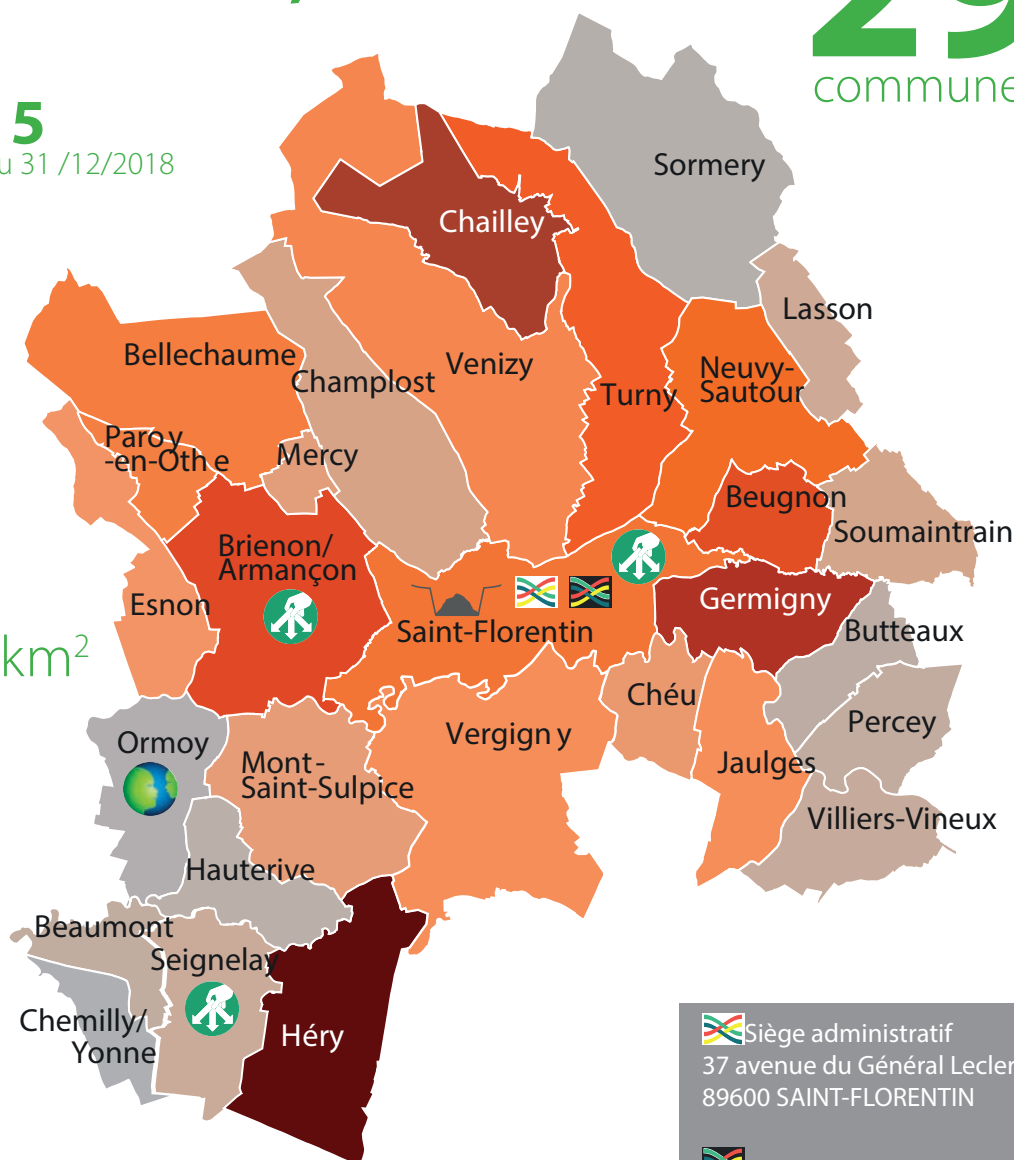 29
commune
5
u 31 /12/2018
Sormery
Chailley
Lasson
Bellechaume
Champlost
Venizy
Turny
Neuvy-
Sautour
Paroy
-en-Othe
Mercy
Beugnon
Soumaintrain
Brienon/
Armançon
Esnon
Saint-Florentin
Germigny
Butteaux
km²
Chéu
Percey
Vergigny
Ormoy
Mont-
Saint-Sulpice
Jaulges
Villiers-Vineux
Hauterive
Beaumont
Seignelay
Chemilly/
Yonne
Héry
Siège administratif
37 avenue du Général Lecler
89600 SAINT-FLORENTIN